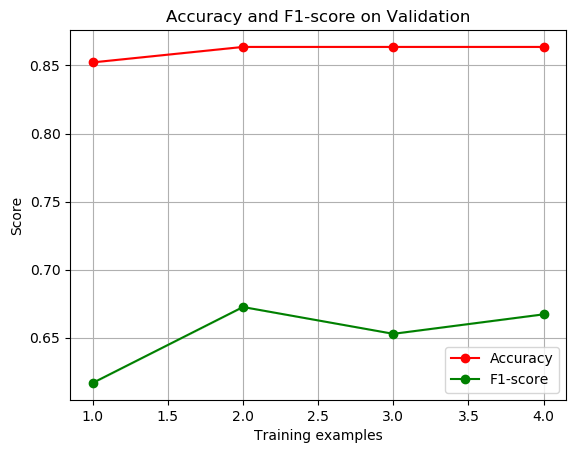 Accuracy and F1-score on Validation
Score
0.85
0.80
0.75
0.70
0.65
1.0 1.5 2.0 2.5 3.0 3.5 4.0
Training examples
Accuracy
F1-score